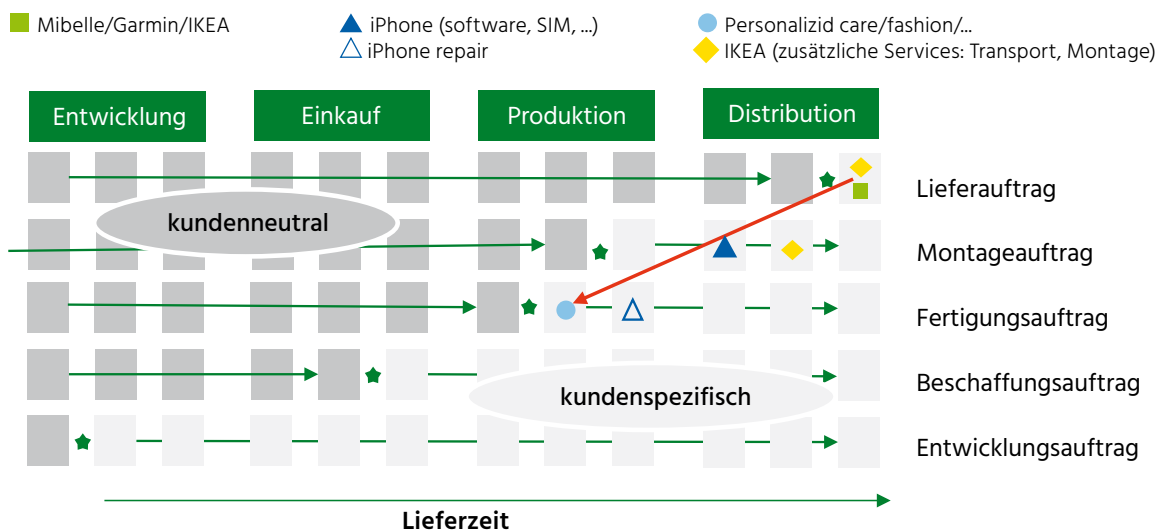 Mibelle/Garmin/IKEA
iPhone (software, SIM, ...)
Personalizid care/fashion/...
iPhone repair
IKEA (zusätzliche Services: Transport, Montage)
Entwicklung
Einkauf
Produktion
Distribution
Lieferauftrag
kundenneutral
Montageauftrag
Fertigungsauftrag
Beschaffungsauftrag
kundenspezifisch
Entwicklungsauftrag
Lieferzeit